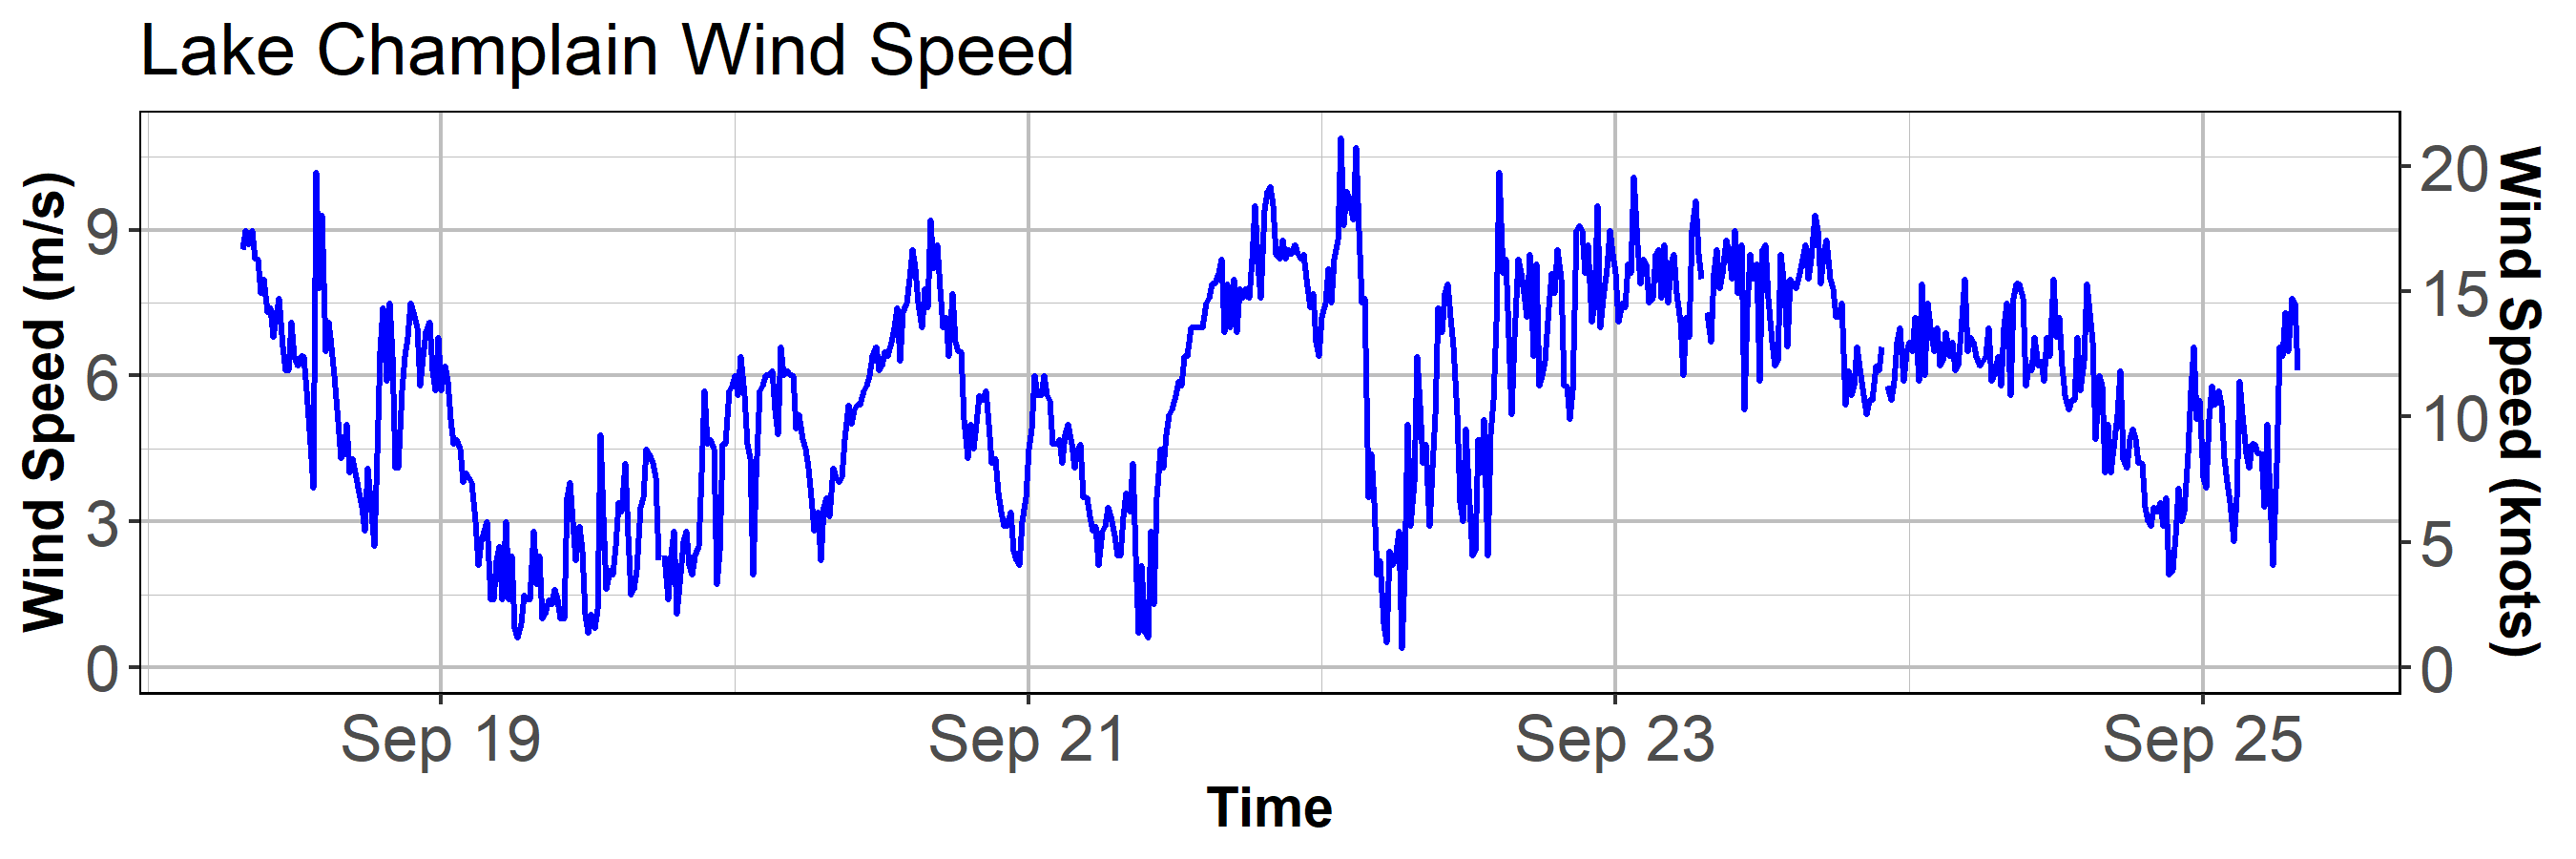 Lake Champlain Wind Speed
Wind Speed (m/s)
9
6
3
0
20
15
10
5
0
Wind Speed (knots)
Sep 19
Sep 21
Sep 23
Sep 25
Time